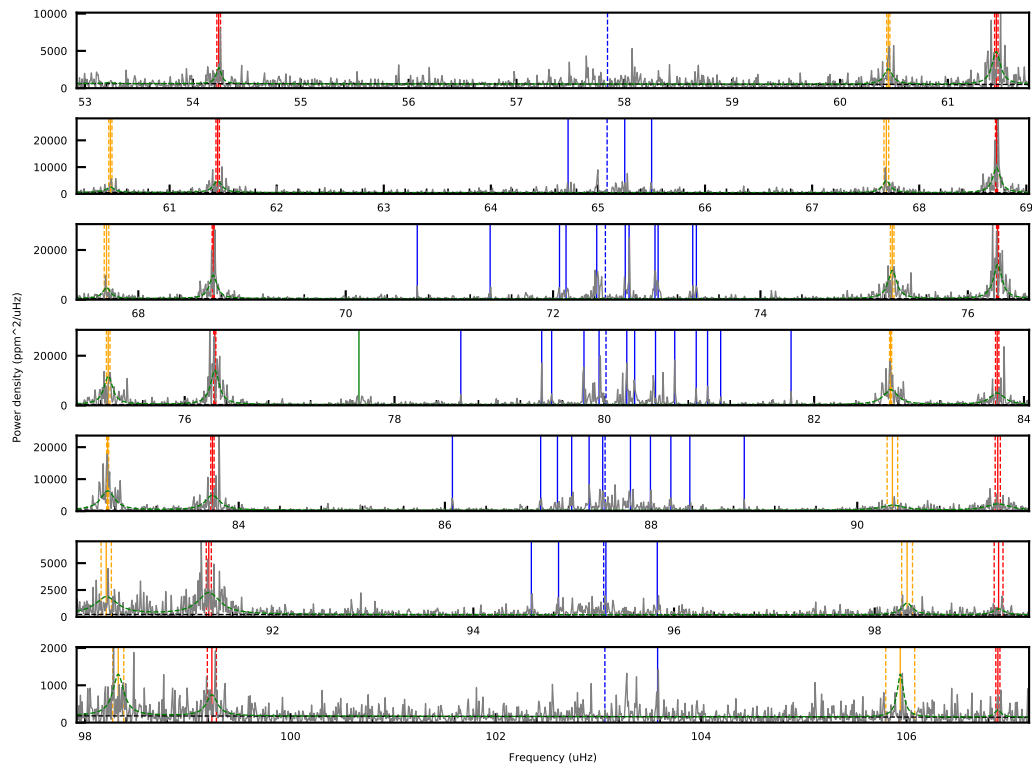 10000
5000
0
53 54 55 56 57 58 59 60 61
20000
10000
0
61 62 63 64 65 66 67 68 69
20000
0
68 70 72 74 76
20000
0
76 78 80 82 84
Power density (ppm^2/uHz)
20000
10000
0
84 86 88 90
5000
2500
0
92 94 96 98
2000
1000
0
98 100 102 104 106
Frequency (uHz)